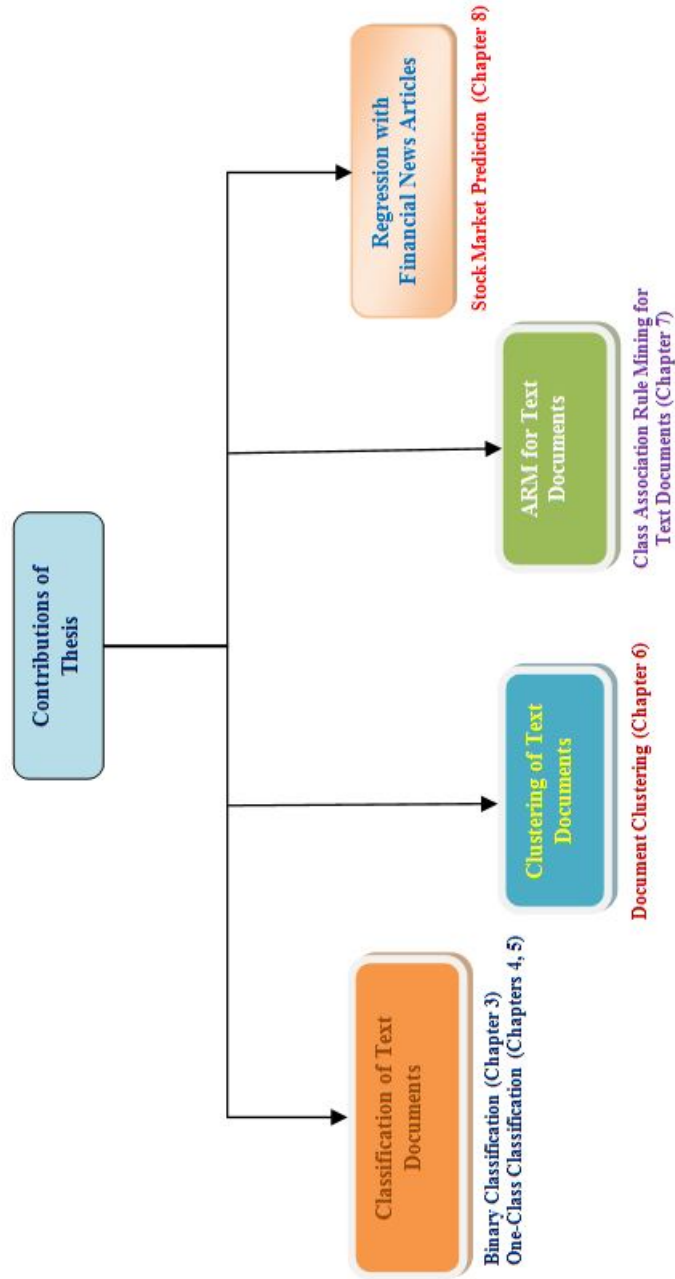 Contributions of
Thesis
Classification of Text
Documents
Binary Classification (Chapter 3)
One-Class Classification (Chapters 4, 5)
Clustering of Text
Documents
Document Clustering (Chapter 6)
ARM for Text
Documents
Class Association Rule Mining for
Text Documents (Chapter 7)
Regression with
Financial News Articles
Stock Market Prediction (Chapter 8)